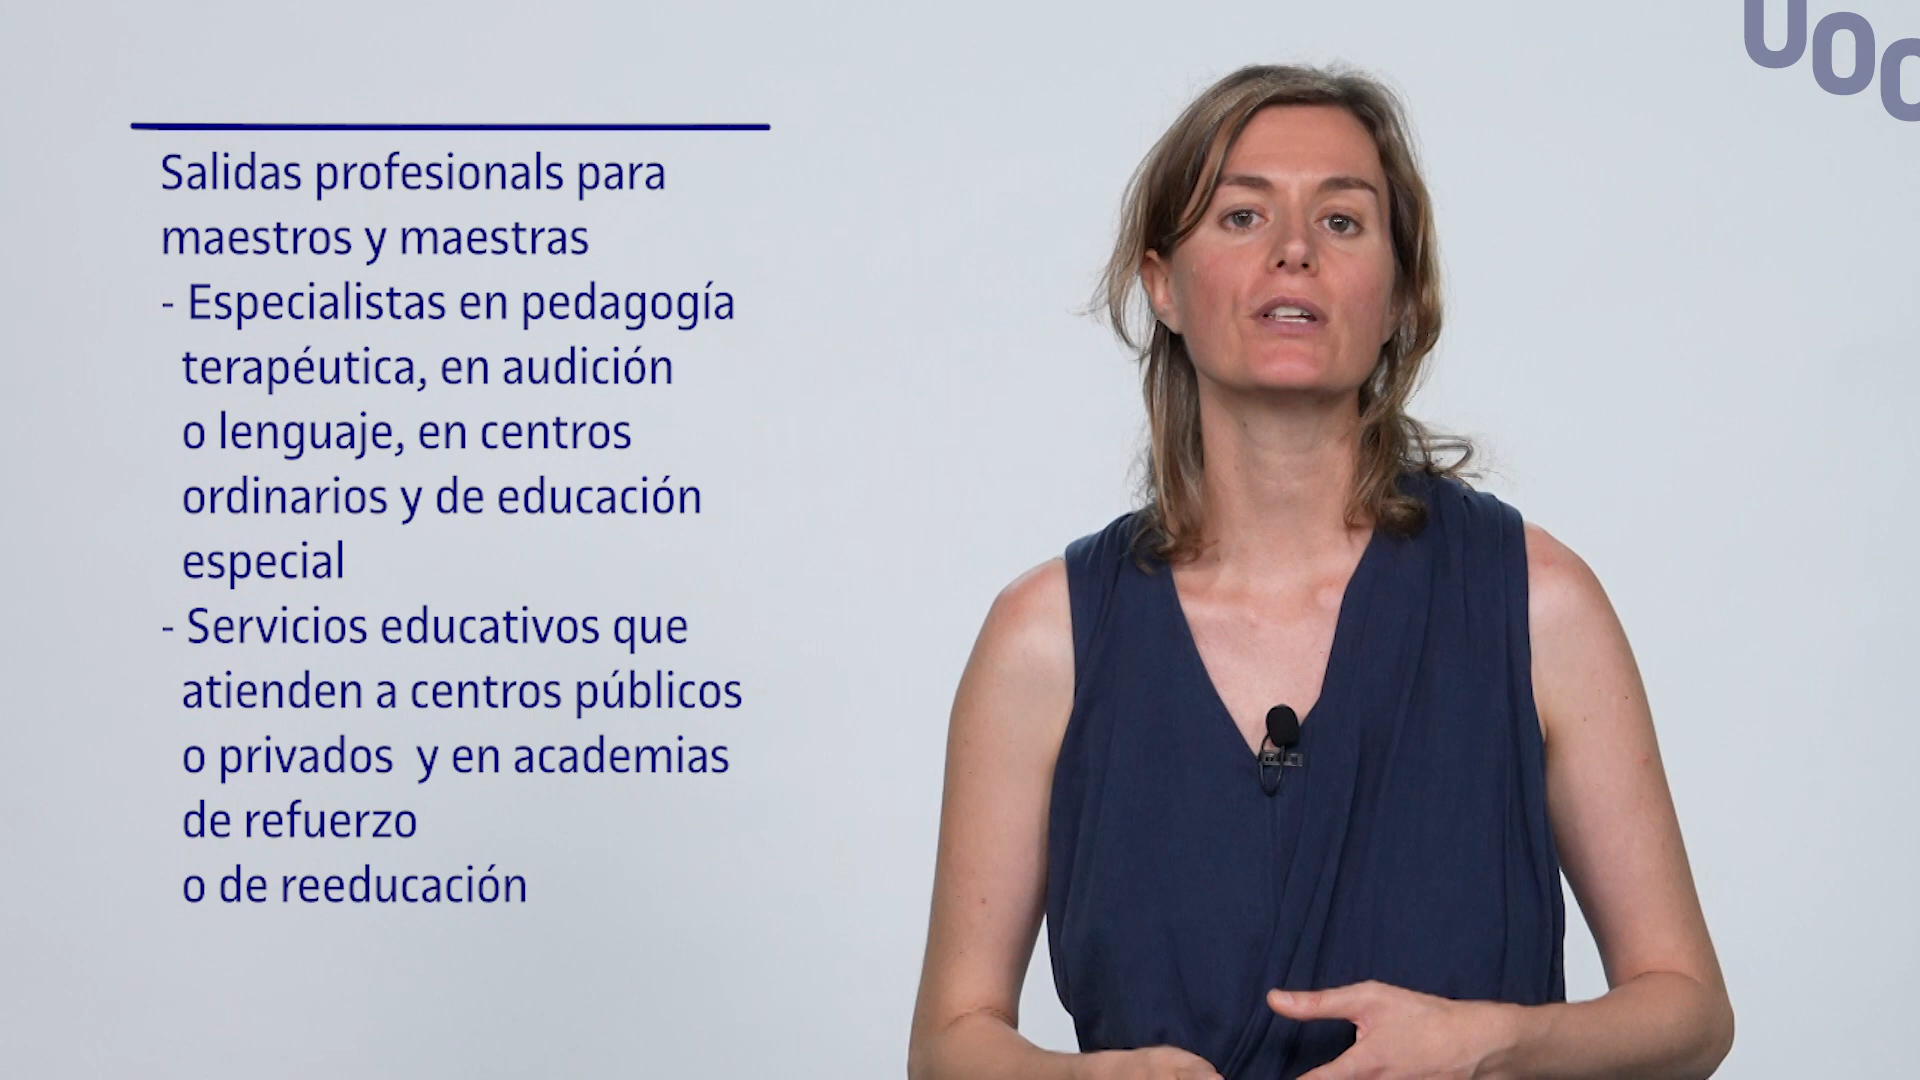 UOC
Salidas profesionals para
maestros y maestras
- Especialistas en pedagogía
terapéutica, en audición
o lenguaje, en centros
ordinarios y de educación
especial
- Servicios educativos que
atienden a centros públicos
o privados y en academias
de refuerzo
o de reeducación